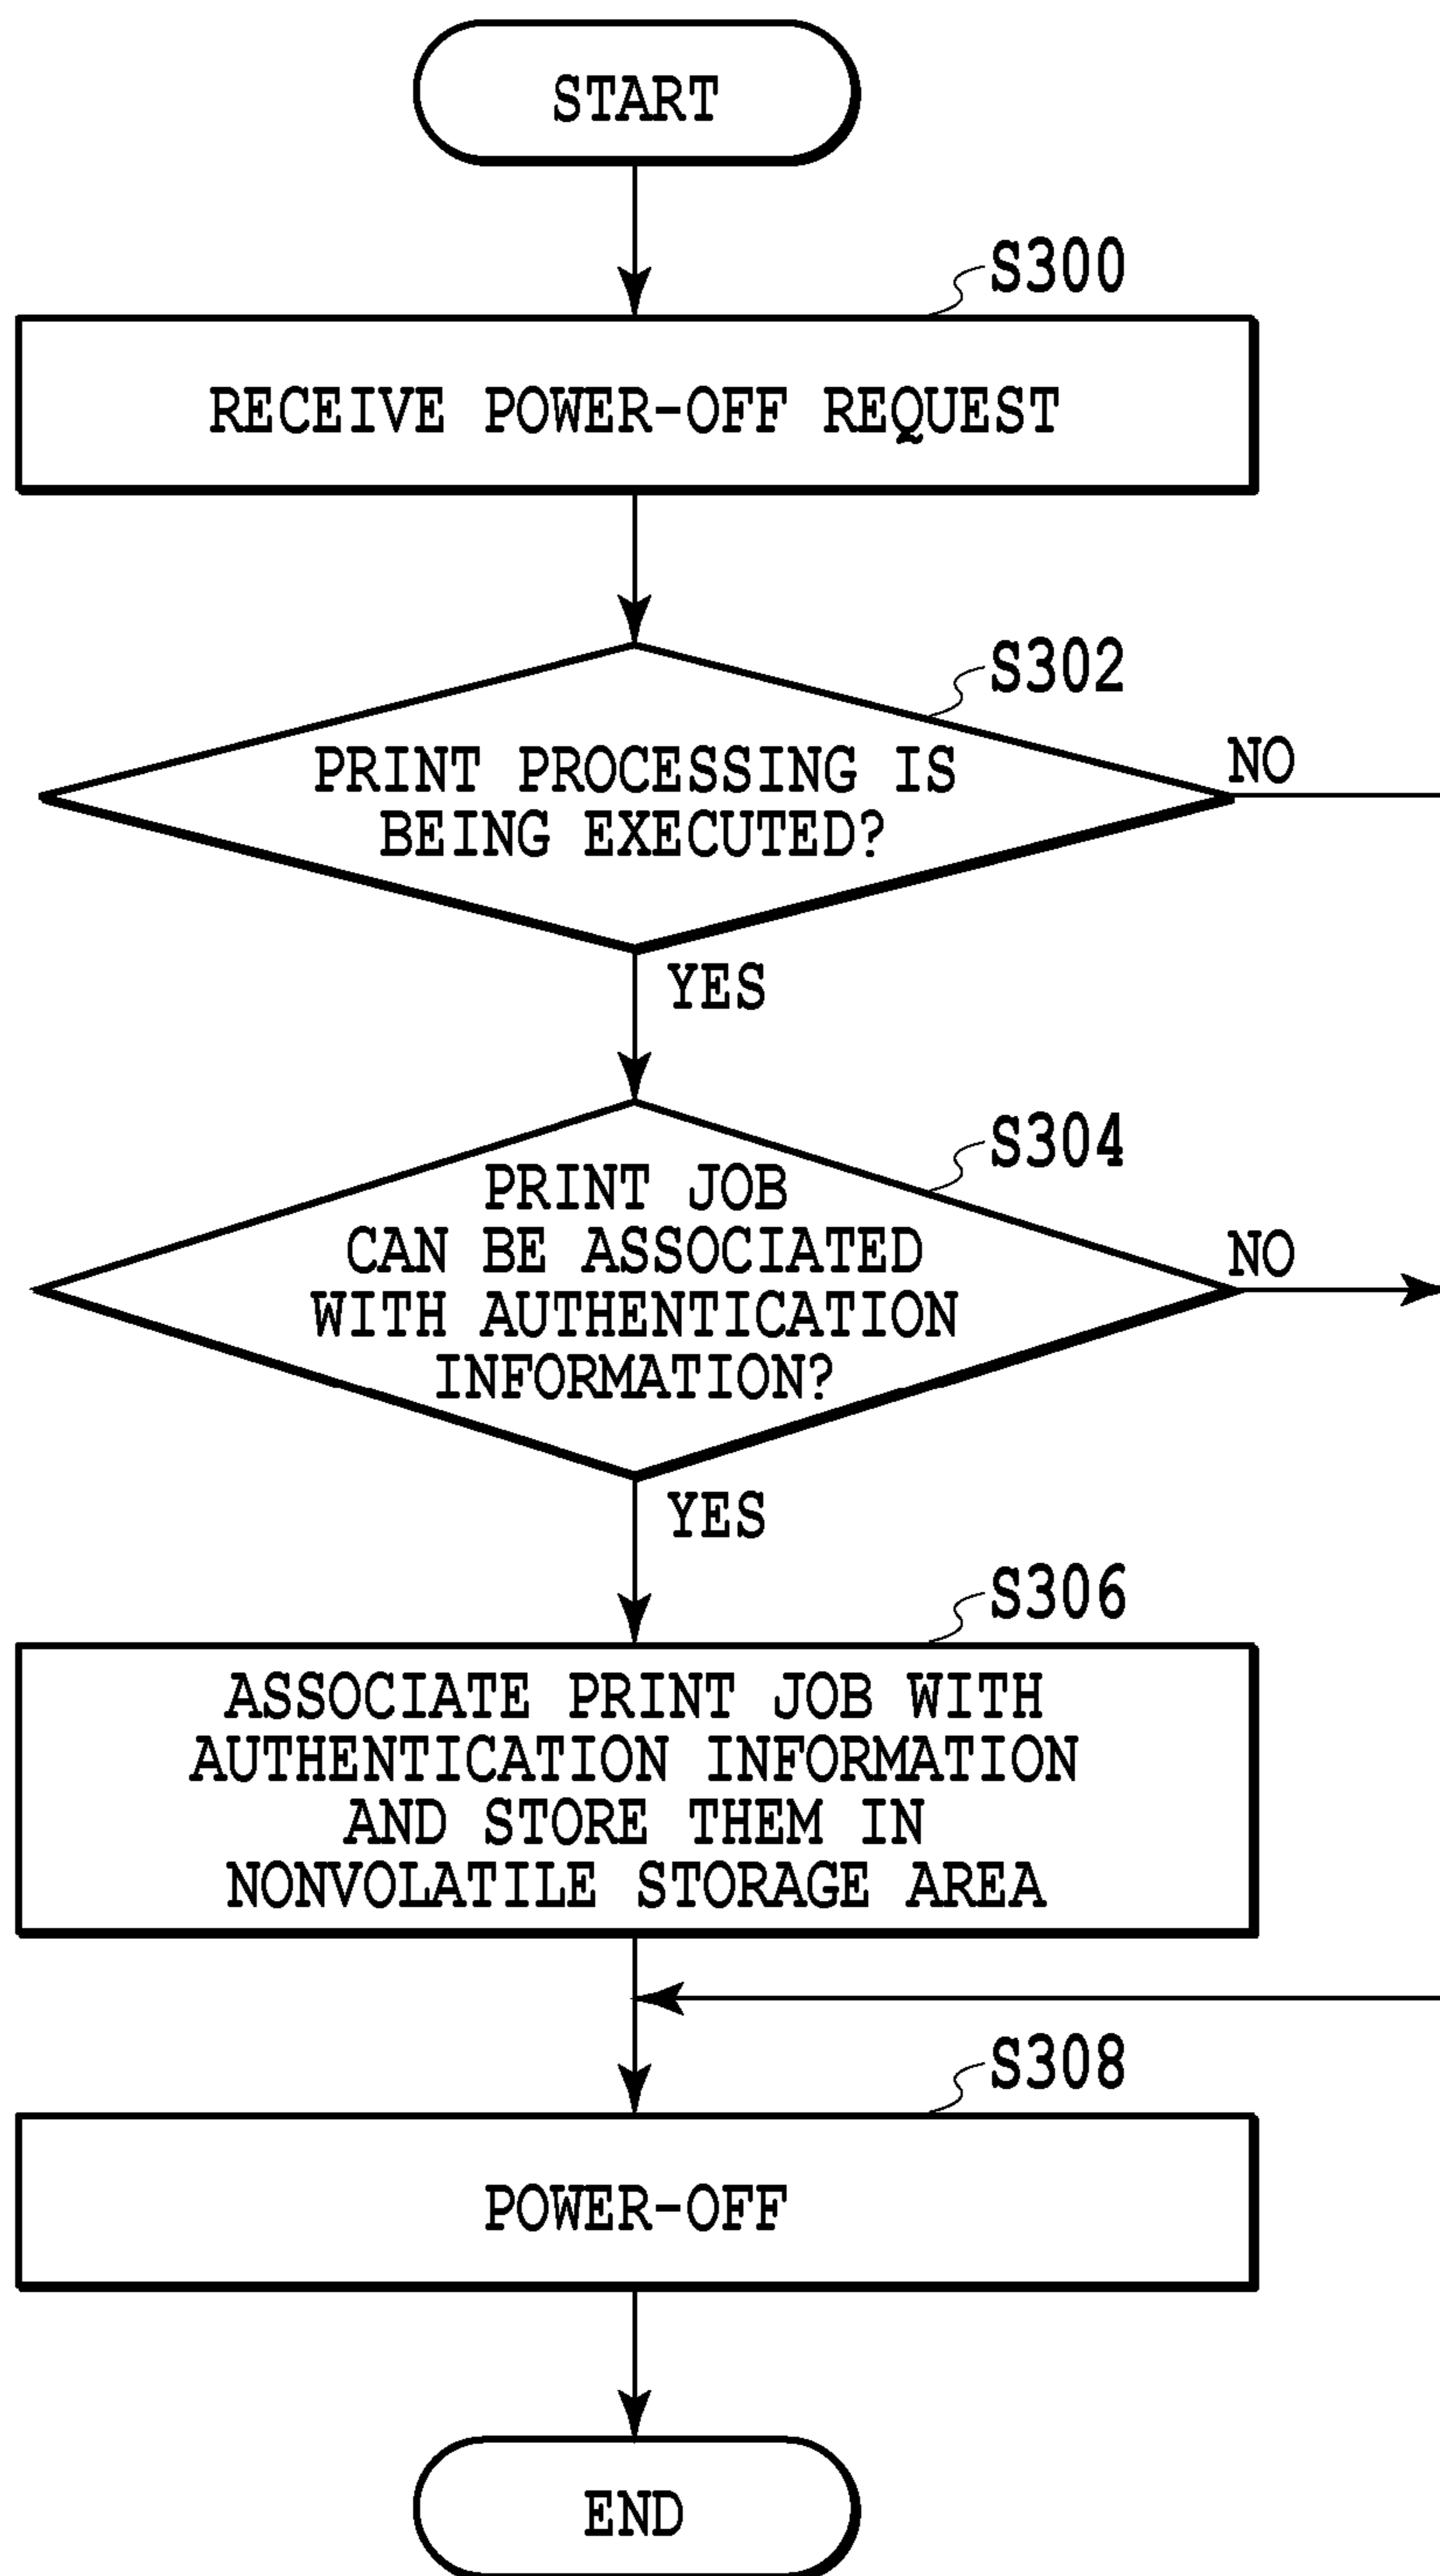 START
S300
RECEIVE POWER-OFF REQUEST
S302
PRINT PROCESSING IS
BEING EXECUTED?
NO
YES
S304
PRINT JOB
CAN BE ASSOCIATED
WITH AUTHENTICATION
INFORMATION?
NO
YES
S306
ASSOCIATE PRINT JOB WITH
AUTHENTICATION INFORMATION
AND STORE THEM IN
NONVOLATILE STORAGE AREA
S308
POWER-OFF
END